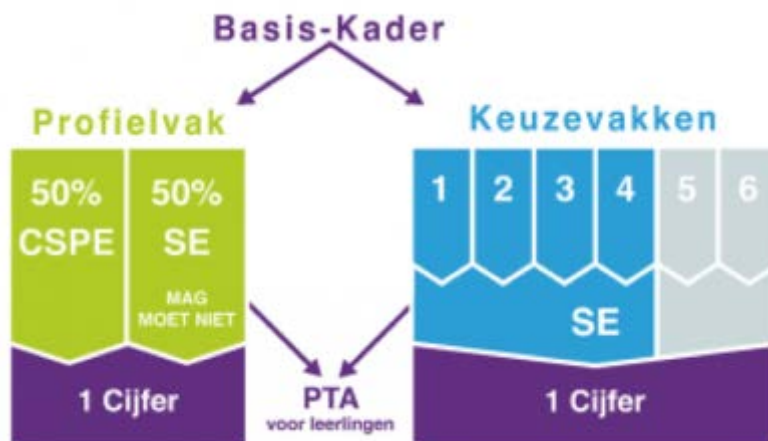 Basis-Kader
Profielvak
50%
CSPE
50%
SE
MAG
MOET NIET
1 Cijfer
PTA
voor leerlingen
Keuzevakken
1 2 3 4 5 6
SE
1 Cijfer